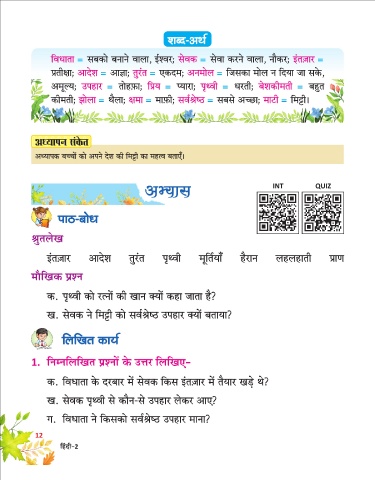 शब्द-अर्थ
विधाता = सबको बनाने वाला, ईश्वर; सेवक = सेवा करने वाला, नौकर; इंतज़ार =
प्रतीक्षा; आदेश = आज्ञा; तुरंत = एकदम; अनमोल = जिसका मोल न दिया जा सके,
अमूल्य; उपहार = तोहफ़ा; प्रिय = प्यारा; पृथ्वी = धरती; बेशकीमती = बहुत
कीमती; झोला = थैला; क्षमा = माफ़ी; सर्वश्रेष्ठ = सबसे अच्छा; माटी = मिट्टी।
अध्यापन संकेत
अध्यापक बच्चों को अपने देश की मिट्टी का महत्व बताएँ।
अभ्यास
INT QUIZ
पाठ-बोध
श्रुतलेख
इंतज़ार आदेश तुरंत पृथ्वी मूर्तियाँ हैरान लहलहाती प्राण
मौखिक प्रश्न
क. पृथ्वी को रत्नों की खान क्यों कहा जाता है?
ख. सेवक ने मिट्टी को सर्वश्रेष्ठ उपहार क्यों बताया?
लिखित कार्य
1. निम्नलिखित प्रश्नों के उत्तर लिखिए–
क. विधाता के दरबार में सेवक किस इंतज़ार में तैयार खड़े थे?
ख. सेवक पृथ्वी से कौन-से उपहार लेकर आए?
ग. विधाता ने किसको सर्वश्रेष्ठ उपहार माना?
12
हिंदी-2